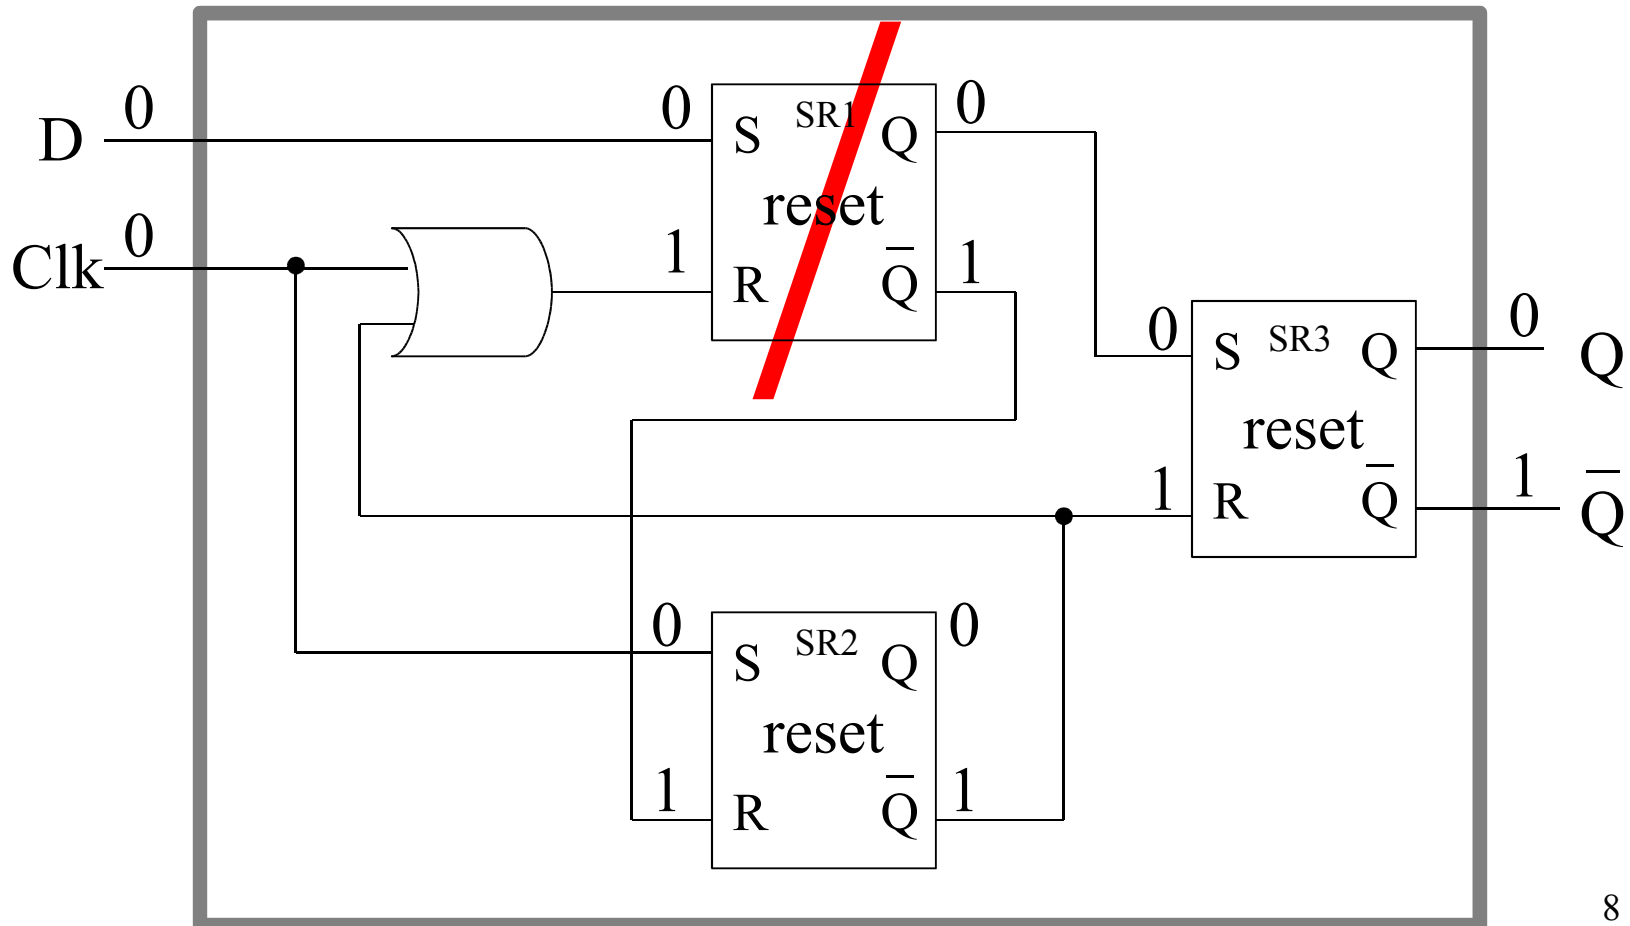 D 0 0 S SR1 Q 0
reset
Clk 0 1 R Q̅ 1
0 S SR3 Q 0 Q
reset
1 R Q̅ 1 Q̅
0 S SR2 Q 0
reset
1 R Q̅ 1
8